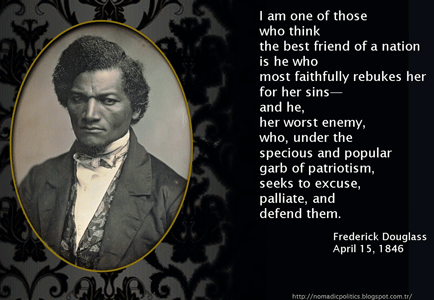 I am one of those
who think
the best friend of a nation
is he who
most faithfully rebukes her
for her sins—
and he,
her worst enemy,
who, under the
specious and popular
garb of patriotism,
seeks to excuse,
palliate, and
defend them.
Frederick Douglass
April 15, 1846
http://nomadicpolitics.blogspot.com.tr/